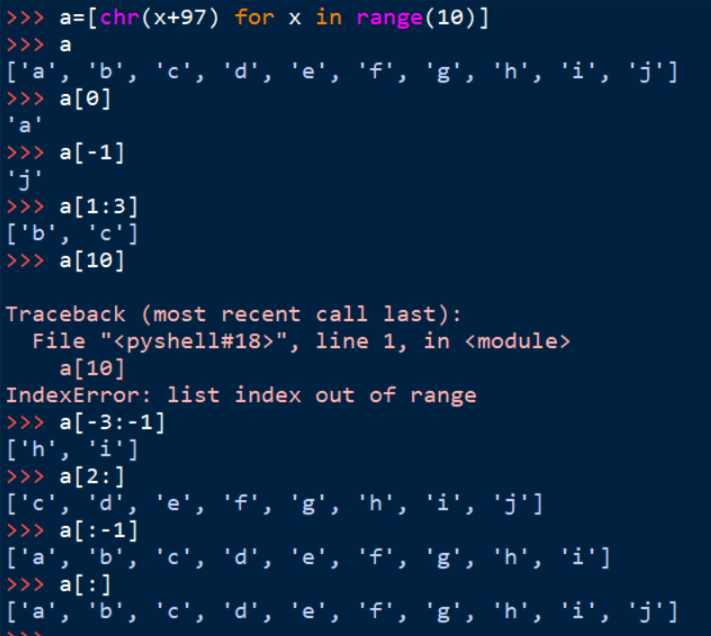 >>> a=[chr(x+97) for x in range(10)]
>>> a
['a', 'b', 'c', 'd', 'e', 'f', 'g', 'h', 'i', 'j']
>>> a[0]
'a'
>>> a[-1]
'j'
>>> a[1:3]
['b', 'c']
>>> a[10]
Traceback (most recent call last):
  File "<pyshell#18>", line 1, in <module>
    a[10]
IndexError: list index out of range
>>> a[-3:-1]
['h', 'i']
>>> a[2:]
['c', 'd', 'e', 'f', 'g', 'h', 'i', 'j']
>>> a[:-1]
['a', 'b', 'c', 'd', 'e', 'f', 'g', 'h', 'i']
>>> a[:]
['a', 'b', 'c', 'd', 'e', 'f', 'g', 'h', 'i', 'j']
>>>